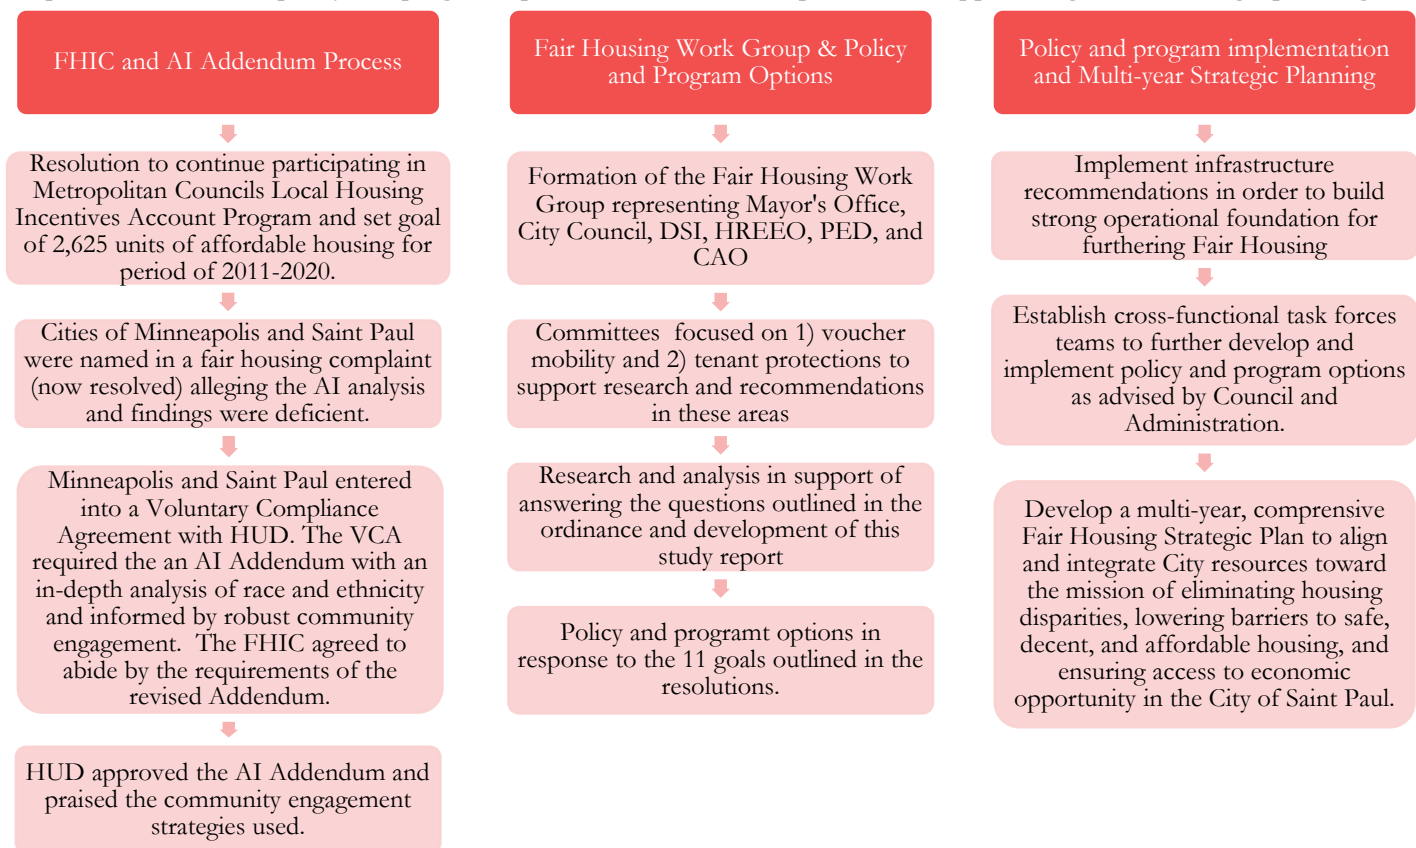 FHIC and AI Addendum Process
Resolution to continue participating in
Metropolitan Councils Local Housing
Incentives Account Program and set goal
of 2,625 units of affordable housing for
period of 2011-2020.
Cities of Minneapolis and Saint Paul
were named in a fair housing complaint
(now resolved) alleging the AI analysis
and findings were deficient.
Minneapolis and Saint Paul entered
into a Voluntary Compliance
Agreement with HUD. The VCA
required the an AI Addendum with an
in-depth analysis of race and ethnicity
and informed by robust community
engagement. The FHIC agreed to
abide by the requirements of the
revised Addendum.
HUD approved the AI Addendum and
praised the community engagement
strategies used.
Fair Housing Work Group & Policy
and Program Options
Formation of the Fair Housing Work
Group representing Mayor's Office,
City Council, DSI, HREEO, PED, and
CAO
Committees focused on 1) voucher
mobility and 2) tenant protections to
support research and recommendations
in these areas
Research and analysis in support of
answering the questions outlined in the
ordinance and development of this
study report
Policy and programt options in
response to the 11 goals outlined in the
resolutions.
Policy and program implementation
and Multi-year Strategic Planning
Implement infrastructure
recommendations in order to build
strong operational foundation for
furthering Fair Housing
Establish cross-functional task forces
teams to further develop and
implement policy and program options
as advised by Council and
Administration.
Develop a multi-year, comprensive
Fair Housing Strategic Plan to align
and integrate City resources toward
the mission of eliminating housing
disparities, lowering barriers to safe,
decent, and affordable housing, and
ensuring access to economic
opportunity in the City of Saint Paul.